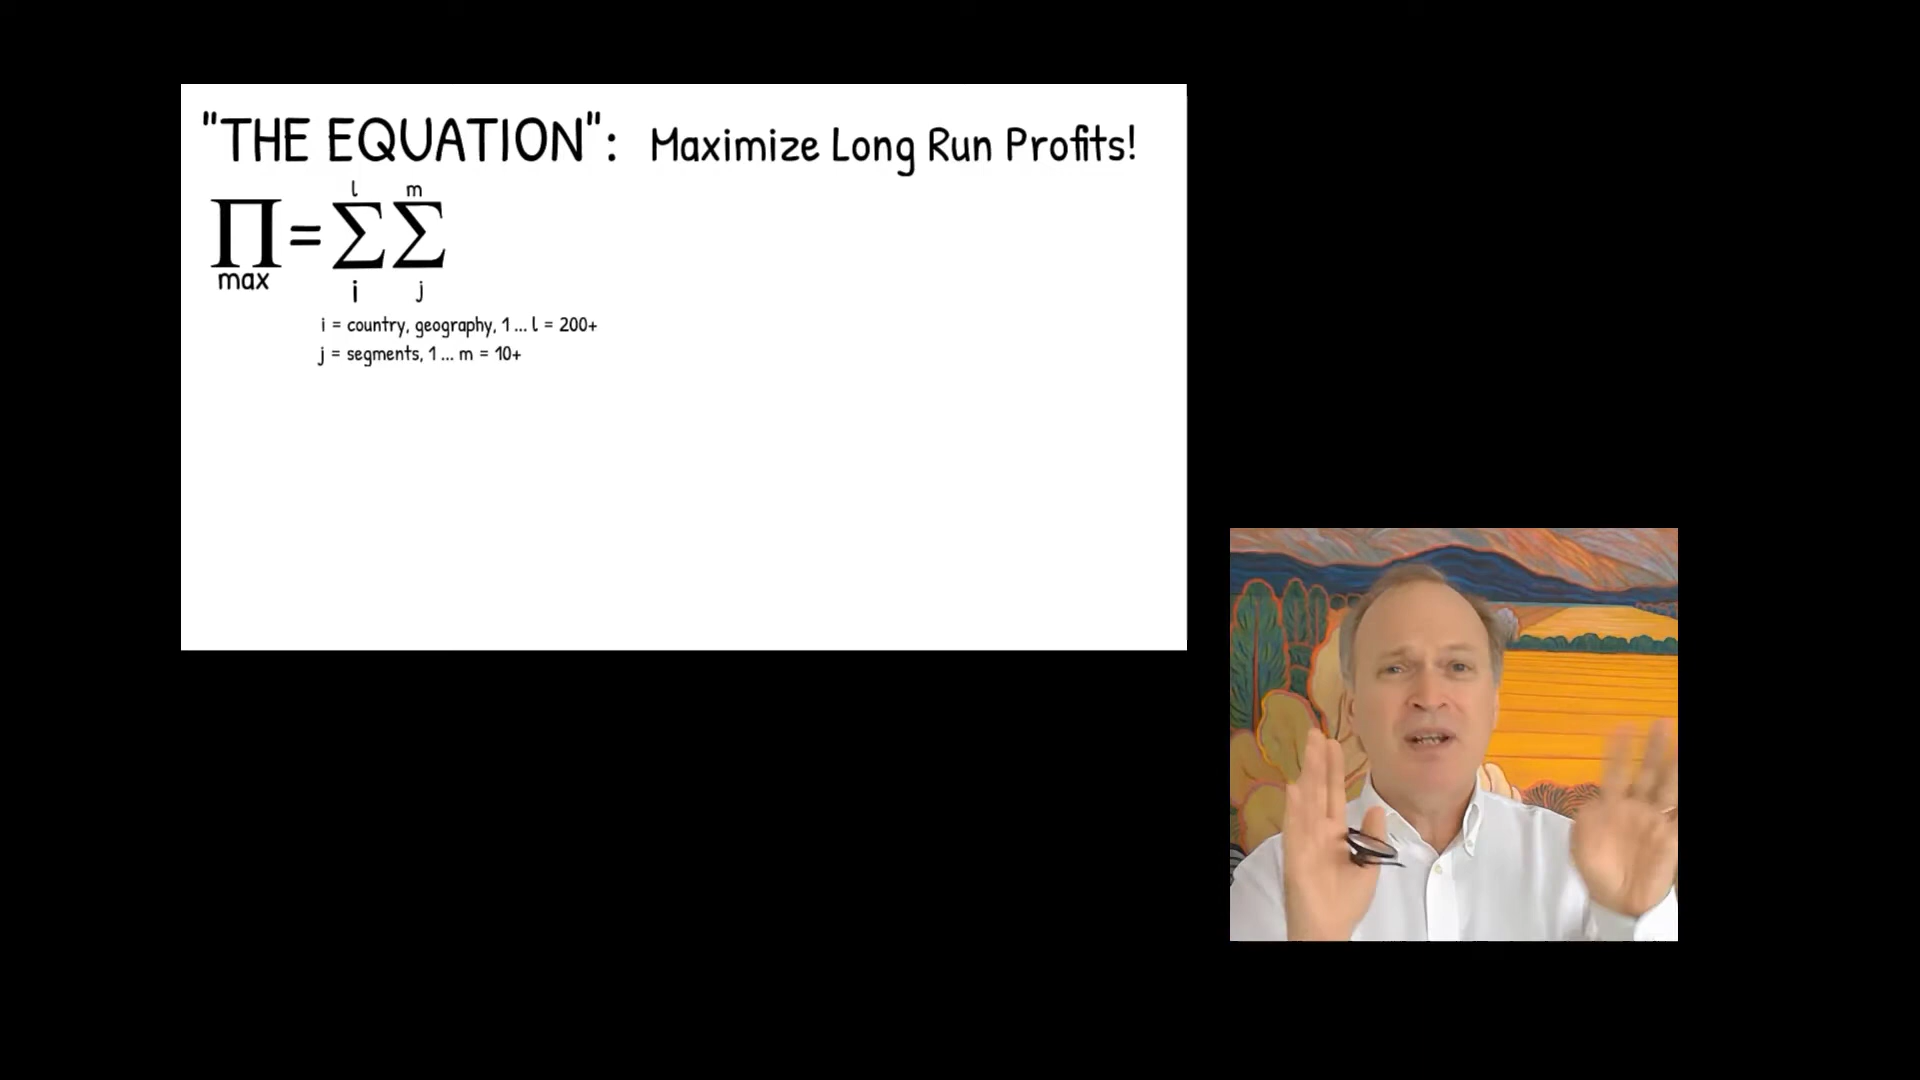 "THE EQUATION": Maximize Long Run Profits!
l m
∏=∑∑
max i j
i = country, geography, 1 ... l = 200+
j = segments, 1 ... m = 10+